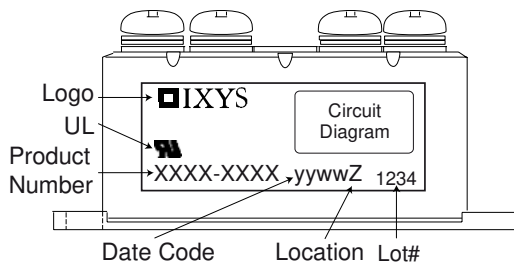 Logo
IXYS
Circuit
Diagram
UL
Product
Number
XXXX-XXXX yywwZ 1234
Date Code Location Lot#